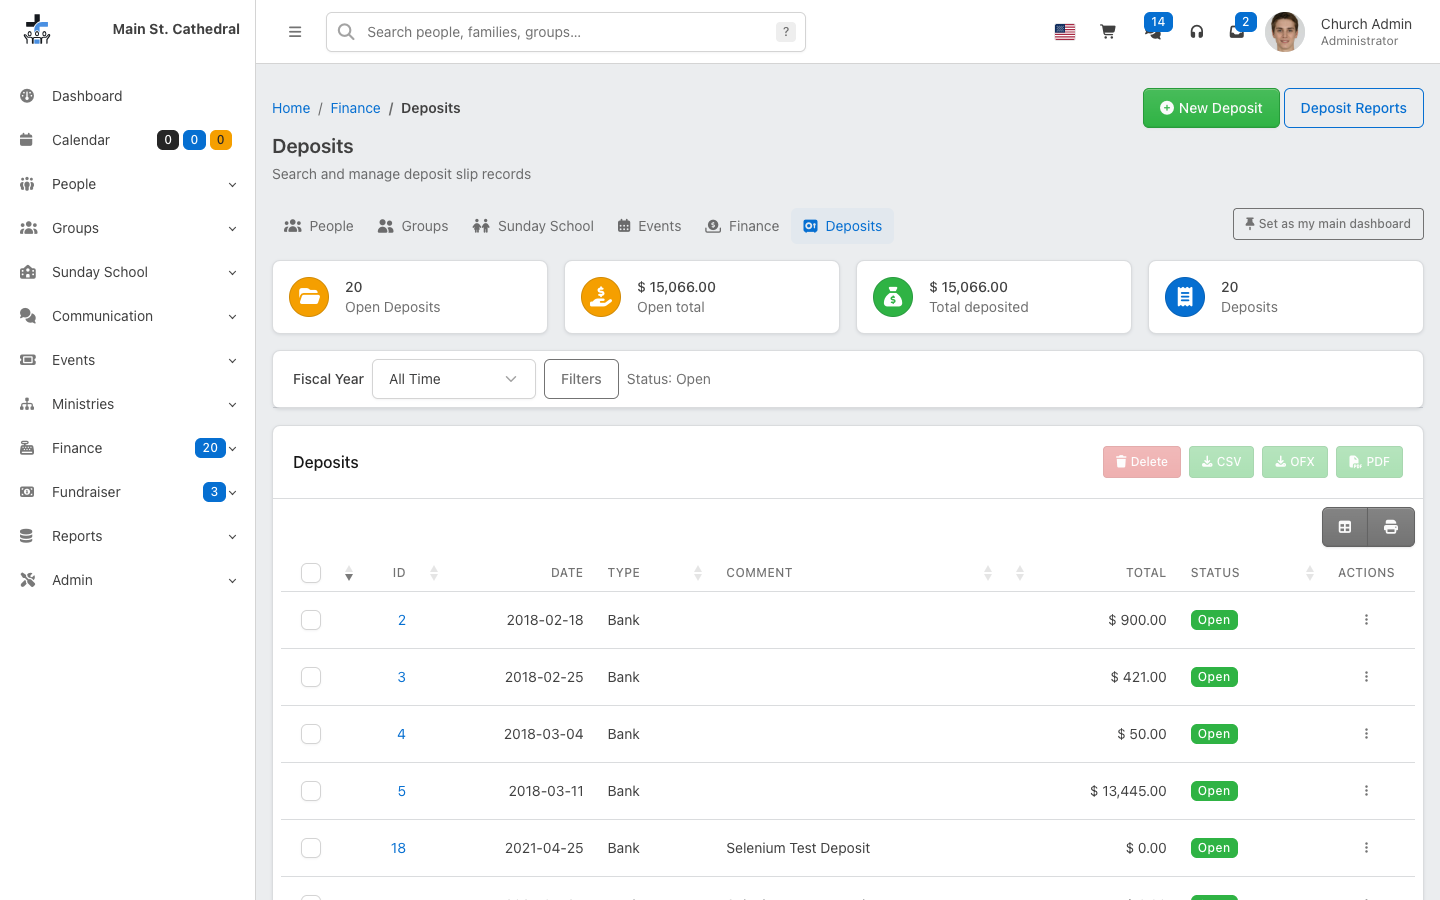 Main St. Cathedral
Search people, families, groups...
?
14
2
Church Admin
Administrator
Dashboard
Calendar
0
0
0
People
Groups
Sunday School
Communication
Events
Ministries
Finance
20
Fundraiser
3
Reports
Admin
Home / Finance / Deposits
New Deposit
Deposit Reports
Deposits
Search and manage deposit slip records
People
Groups
Sunday School
Events
Finance
Deposits
Set as my main dashboard
20
Open Deposits
$ 15,066.00
Open total
$ 15,066.00
Total deposited
20
Deposits
Fiscal Year
All Time
Filters
Status: Open
Deposits
Delete
CSV
OFX
PDF
ID DATE TYPE COMMENT TOTAL STATUS ACTIONS
2 2018-02-18 Bank $ 900.00 Open
3 2018-02-25 Bank $ 421.00 Open
4 2018-03-04 Bank $ 50.00 Open
5 2018-03-11 Bank $ 13,445.00 Open
18 2021-04-25 Bank Selenium Test Deposit $ 0.00 Open